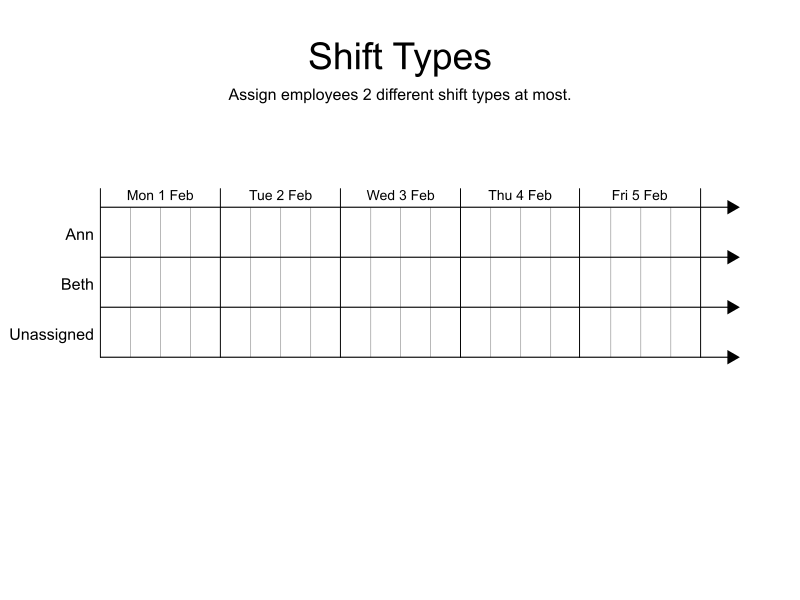 Shift Types
Assign employees 2 different shift types at most.
Mon 1 Feb Tue 2 Feb Wed 3 Feb Thu 4 Feb Fri 5 Feb
Ann
Beth
Unassigned